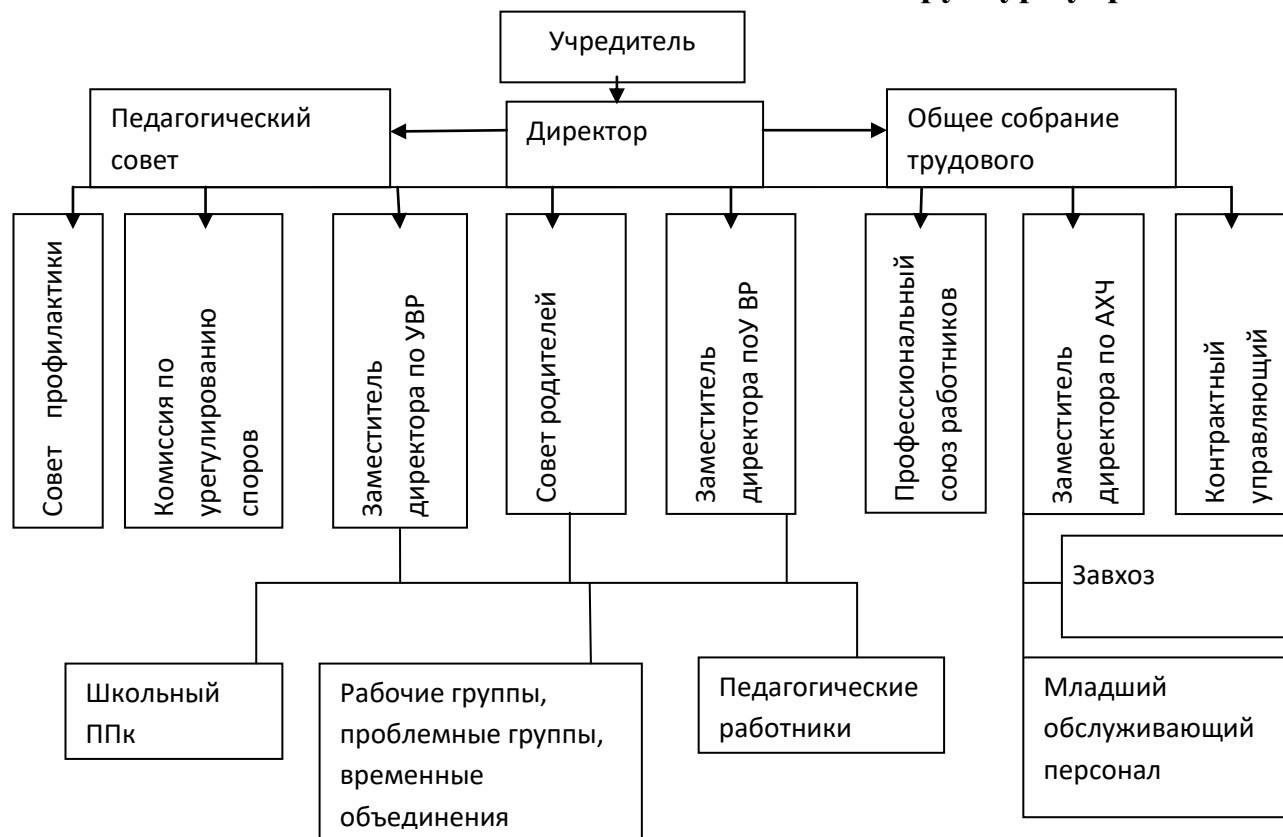 Учредитель
Педагогический
совет
Директор
Общее собрание
трудового
Совет профилактики
Комиссия по
урегулированию
споров
Заместитель
директора по УВР
Совет родителей
Заместитель
директора поУ ВР
Профессиональный
союз работников
Заместитель
директора по АХЧ
Контрактный
управляющий
Завхоз
Школьный
ППк
Рабочие группы,
проблемные группы,
временные
объединения
Педагогические
работники
Младший
обслуживающий
персонал